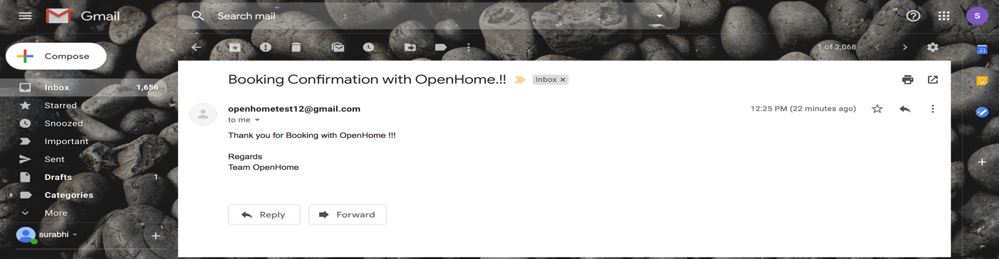 Gmail
Search mail
S
Compose
1 of 2,068
31
Inbox 1,656
Starred
Snoozed
Important
Sent
Drafts 1
Categories
More
surabhi
Booking Confirmation with OpenHome.!! Inbox x
openhometest12@gmail.com 12:25 PM (22 minutes ago)
to me
Thank you for Booking with OpenHome !!!
Regards
Team OpenHome
Reply Forward